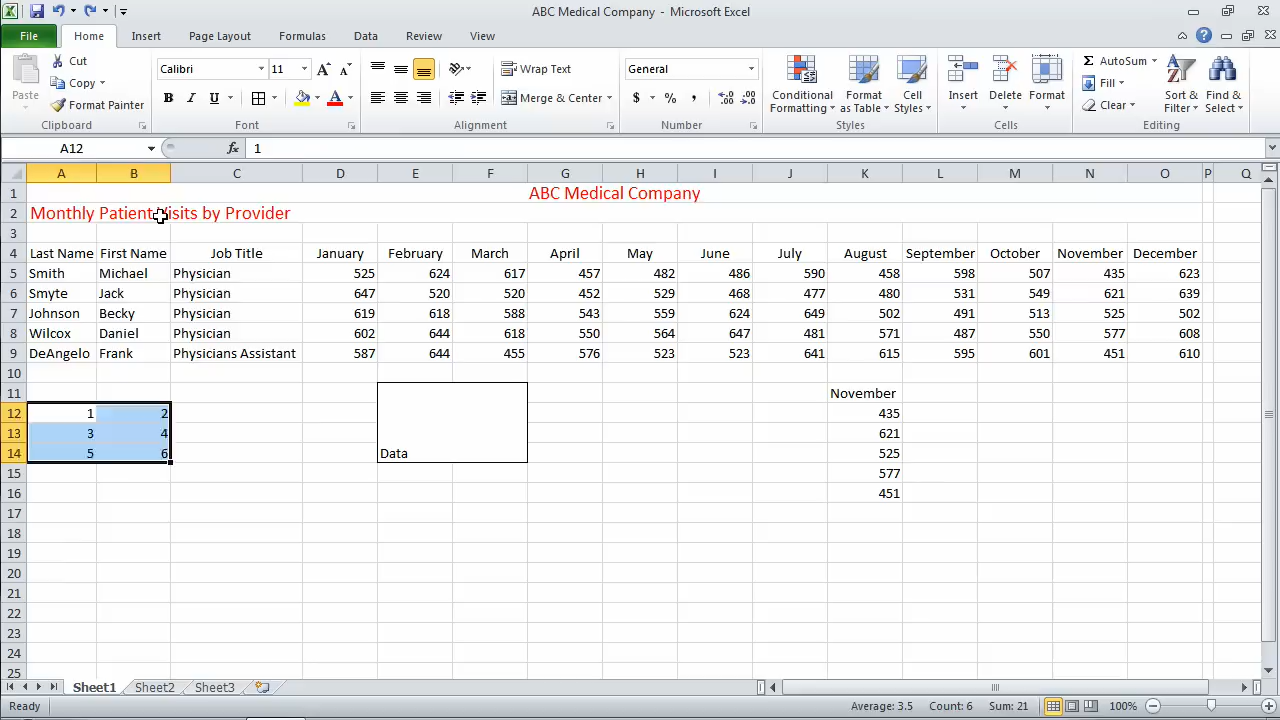 ABC Medical Company - Microsoft Excel
File Home Insert Page Layout Formulas Data Review View
Cut
Copy
Format Painter
Paste
Clipboard
Calibri 11
B I U
Font
Wrap Text
Merge & Center
Alignment
General
$ % ,
Number
Conditional Formatting
Format as Table
Cell Styles
Styles
Insert Delete Format
Cells
AutoSum
Fill
Clear
Sort & Filter
Find & Select
Editing
A12 fx 1
A B C D E F G H I J K L M N O P Q
1 ABC Medical Company
2 Monthly Patient Visits by Provider
3
4 Last Name First Name Job Title January February March April May June July August September October November December
5 Smith Michael Physician 525 624 617 457 482 486 590 458 598 507 435 623
6 Smyte Jack Physician 647 520 520 452 529 468 477 480 531 549 621 639
7 Johnson Becky Physician 619 618 588 543 559 624 649 502 491 513 525 502
8 Wilcox Daniel Physician 602 644 618 550 564 647 481 571 487 550 577 608
9 DeAngelo Frank Physicians Assistant 587 644 455 576 523 523 641 615 595 601 451 610
10
11 November
12 1 2 435
13 3 4 621
14 5 6 Data 525
15 577
16 451
17
18
19
20
21
22
23
24
25
Sheet1 Sheet2 Sheet3
Ready Average: 3.5 Count: 6 Sum: 21 100%